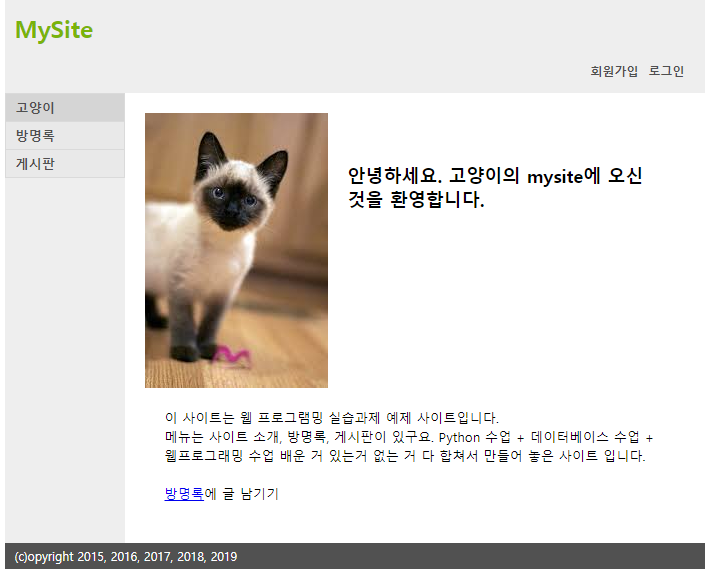 MySite
회원가입 로그인
고양이
방명록
게시판
안녕하세요. 고양이의 mysite에 오신
것을 환영합니다.
이 사이트는 웹 프로그램밍 실습과제 예제 사이트입니다.
메뉴는 사이트 소개, 방명록, 게시판이 있구요. Python 수업 + 데이터베이스 수업 +
웹프로그래밍 수업 배운 거 있는거 없는 거 다 합쳐서 만들어 놓은 사이트 입니다.
방명록에 글 남기기
(c)opyright 2015, 2016, 2017, 2018, 2019